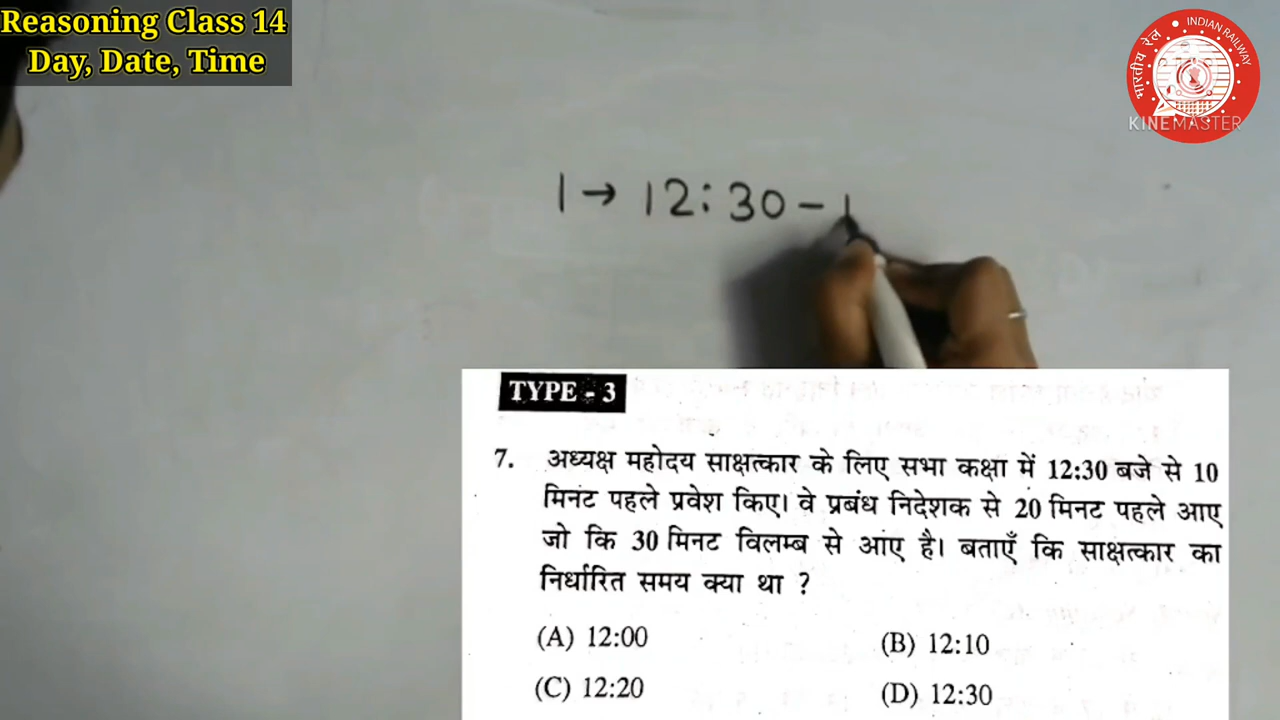 Reasoning Class 14
Day, Date, Time
INDIAN RAILWAY
भारतीय रेल
KINEMASTER
1 → 12:30 - 1
TYPE - 3
7. अध्यक्ष महोदय साक्षत्कार के लिए सभा कक्षा में 12:30 बजे से 10
मिनट पहले प्रवेश किए। वे प्रबंध निदेशक से 20 मिनट पहले आए
जो कि 30 मिनट विलम्ब से आए है। बताएँ कि साक्षत्कार का
निर्धारित समय क्या था ?
(A) 12:00 (B) 12:10
(C) 12:20 (D) 12:30